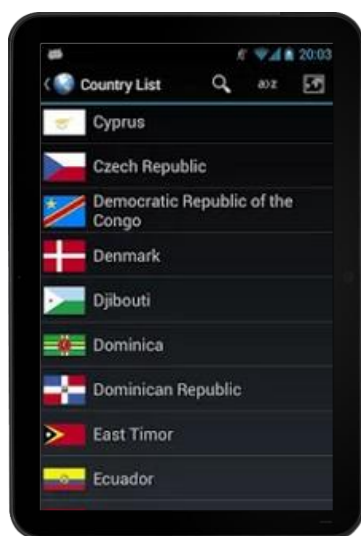 20:03
Country List
a›z
Cyprus
Czech Republic
Democratic Republic of the
Congo
Denmark
Djibouti
Dominica
Dominican Republic
East Timor
Ecuador